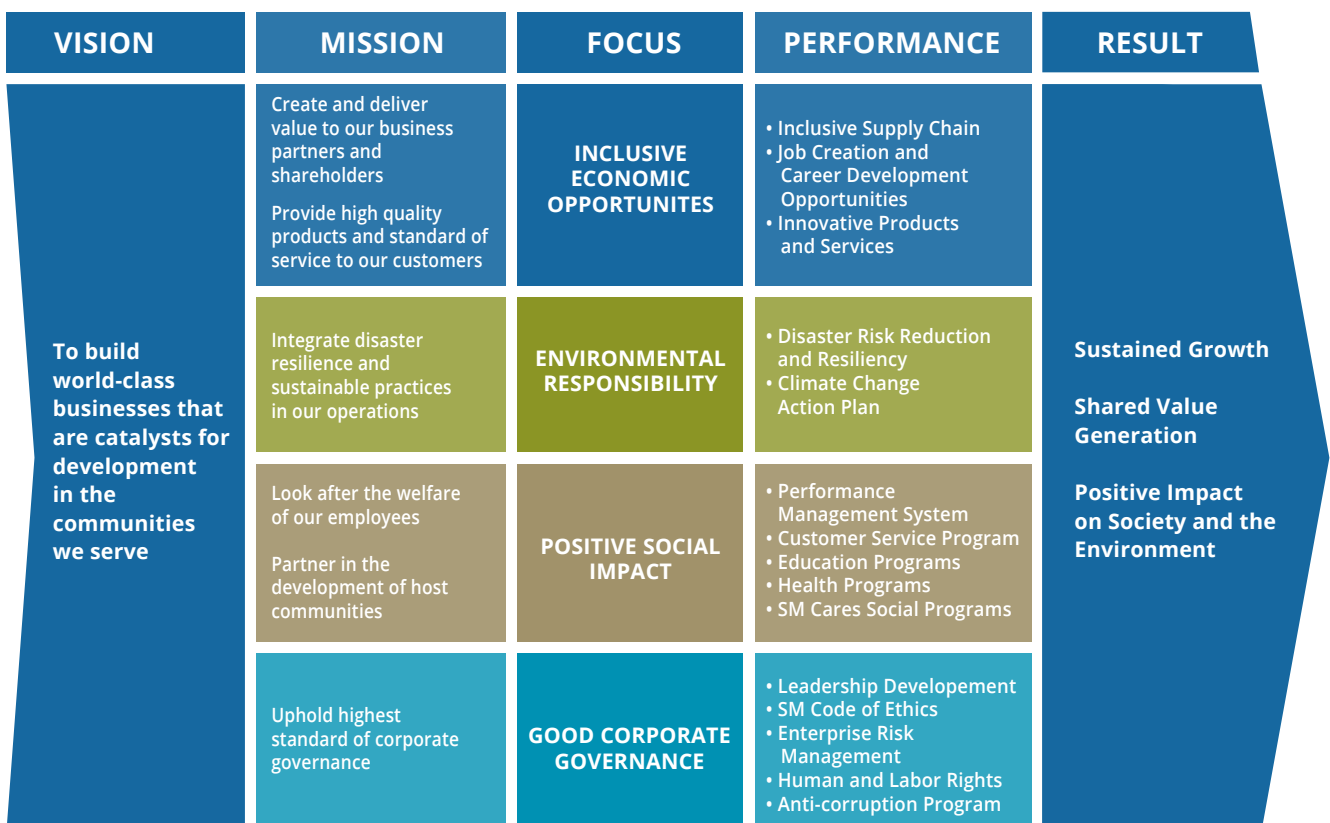 VISION
MISSION
FOCUS
PERFORMANCE
RESULT
To build
world-class
businesses that
are catalysts for
development
in the
communities
we serve
Create and deliver
value to our business
partners and
shareholders
Provide high quality
products and standard of
service to our customers
INCLUSIVE
ECONOMIC
OPPORTUNITES
• Inclusive Supply Chain
• Job Creation and
Career Development
Opportunities
• Innovative Products
and Services
Integrate disaster
resilience and
sustainable practices
in our operations
ENVIRONMENTAL
RESPONSIBILITY
• Disaster Risk Reduction
and Resiliency
• Climate Change
Action Plan
Look after the welfare
of our employees
Partner in the
development of host
communities
POSITIVE SOCIAL
IMPACT
• Performance
Management System
• Customer Service Program
• Education Programs
• Health Programs
• SM Cares Social Programs
Uphold highest
standard of corporate
governance
GOOD CORPORATE
GOVERNANCE
• Leadership Developement
• SM Code of Ethics
• Enterprise Risk
Management
• Human and Labor Rights
• Anti-corruption Program
Sustained Growth
Shared Value
Generation
Positive Impact
on Society and the
Environment